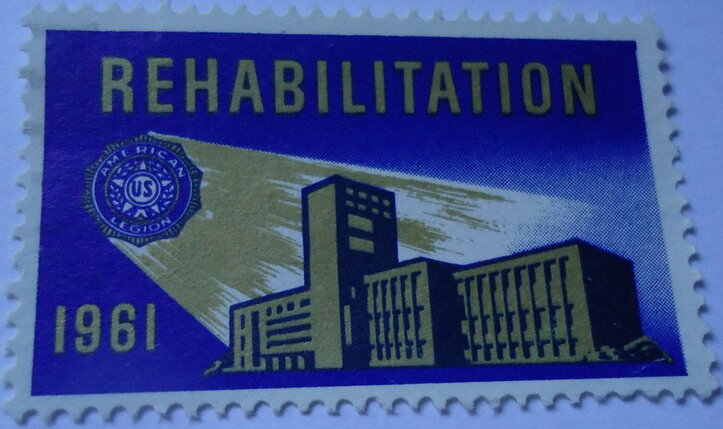 REHABILITATION
AMERICAN
US
LEGION
1961